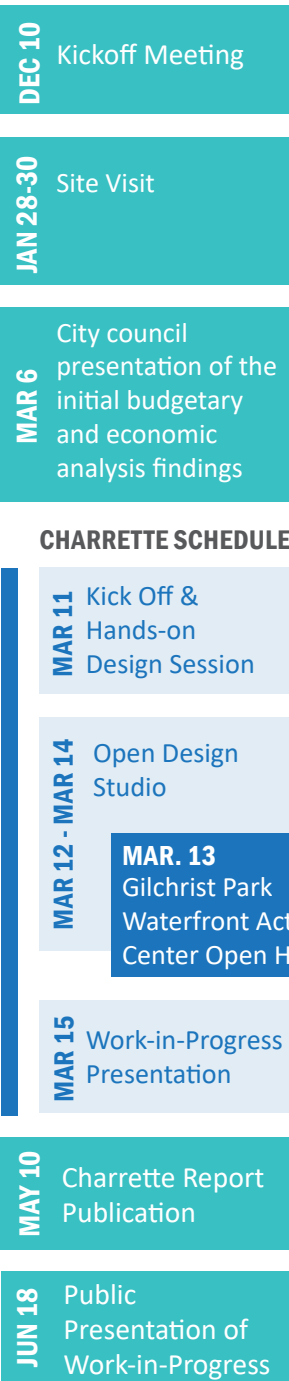 DEC 10
Kickoff Meeting
JAN 28-30
Site Visit
MAR 6
City council
presentation of the
initial budgetary
and economic
analysis findings
CHARRETTE SCHEDULE
MAR 11
Kick Off &
Hands-on
Design Session
MAR 12 - MAR 14
Open Design
Studio
MAR. 13
Gilchrist Park
Waterfront
Center Open
MAR 15
Work-in-Progress
Presentation
MAY 10
Charrette Report
Publication
JUN 18
Public
Presentation of
Work-in-Progress